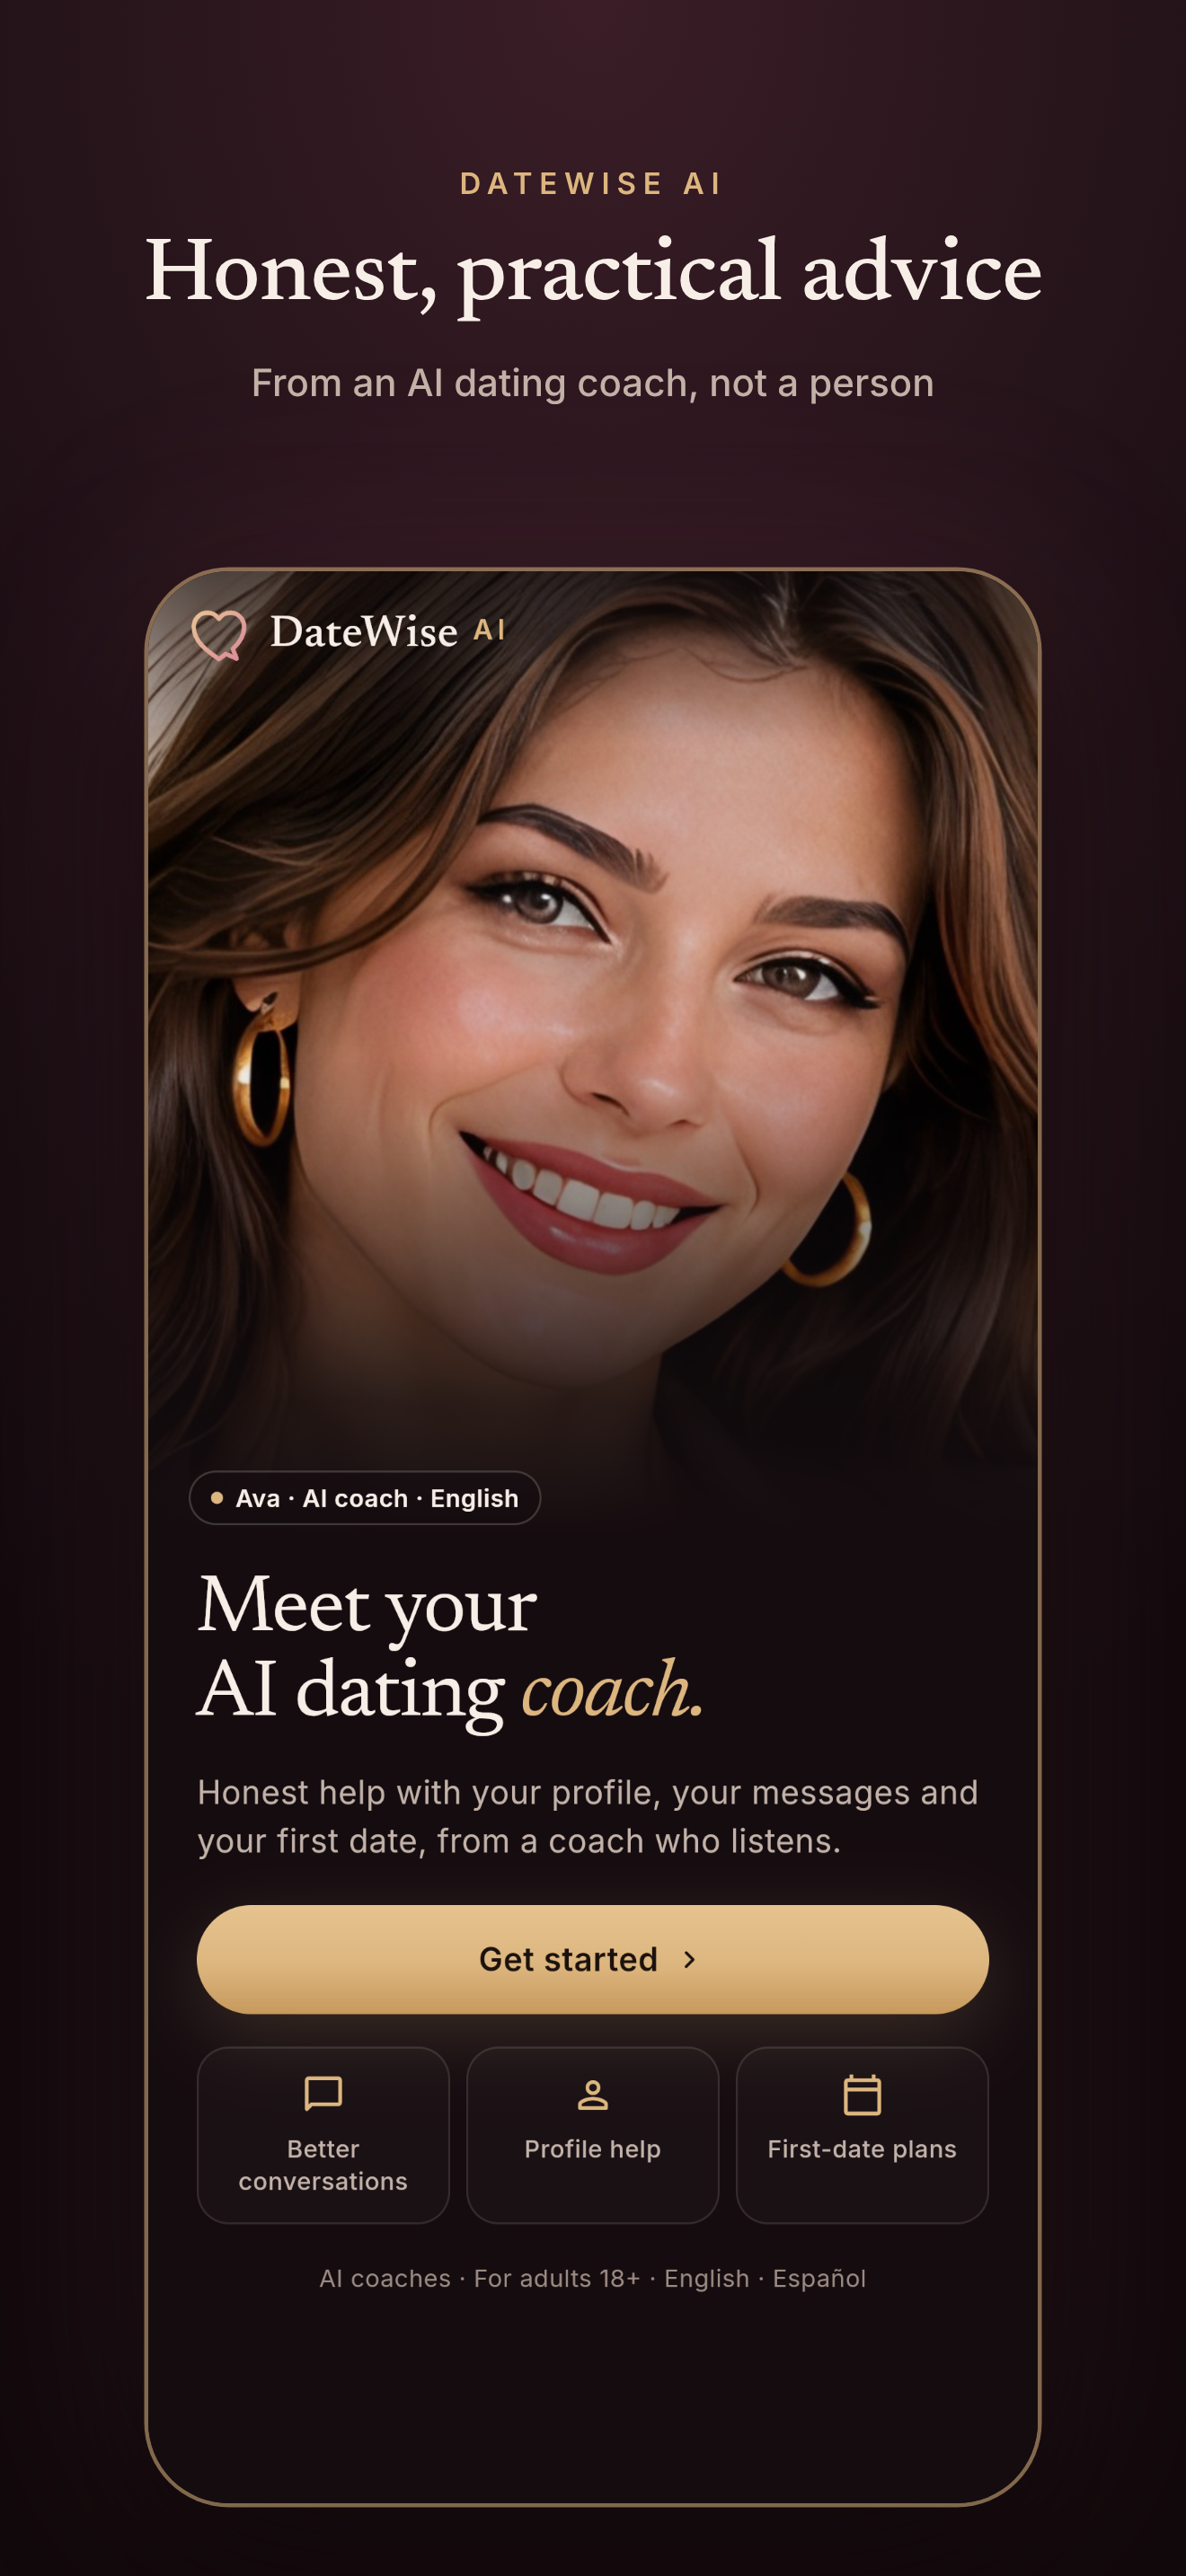 DATEWISE AI
Honest, practical advice
From an AI dating coach, not a person
DateWise AI
Ava · AI coach · English
Meet your
AI dating coach.
Honest help with your profile, your messages and
your first date, from a coach who listens.
Get started
Better
conversations
Profile help
First-date plans
AI coaches · For adults 18+ · English · Español